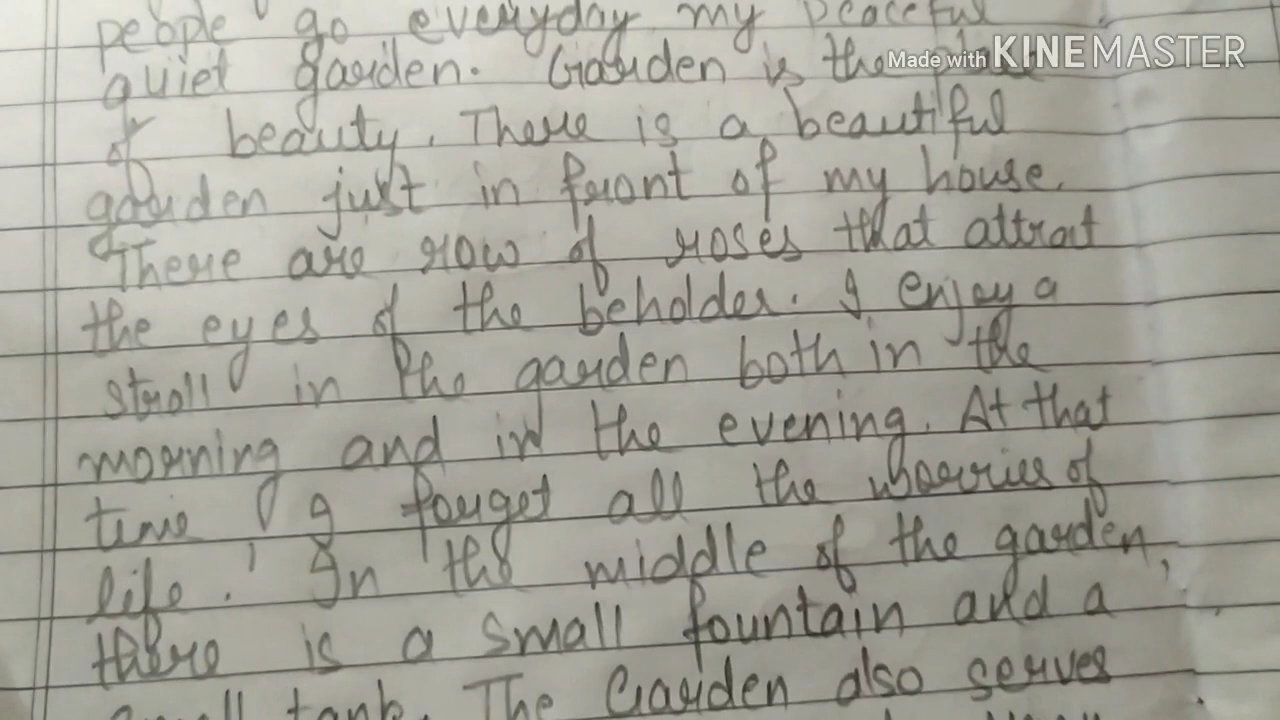 people go everyday my peaceful
Made with KINEMASTER
quiet garden. Garden is the
of beauty. There is a beautiful
garden just in front of my house.
There are row of roses that attrat
the eyes of the beholder. I enjoy a
stroll in the garden both in the
morning and in the evening. At that
time I forget all the worries of
life. In the middle of the garden,
there is a small fountain and a
small tank. The Garden also serves